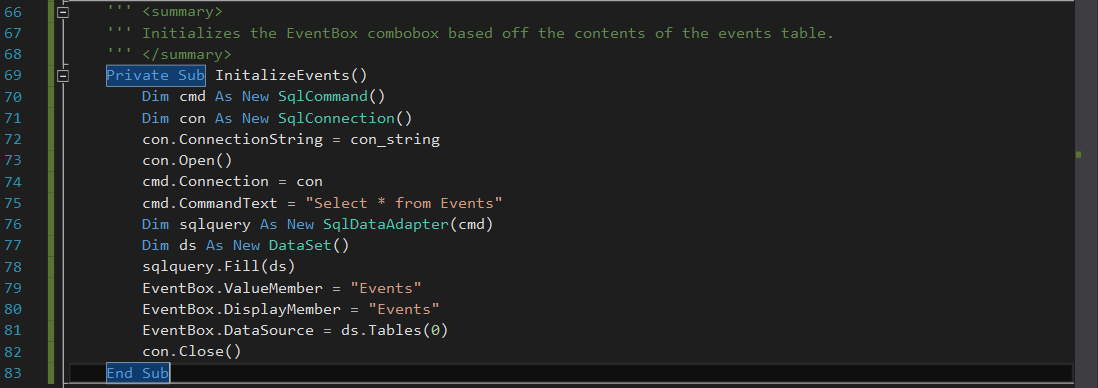 66 ''' <summary>
67 ''' Initializes the EventBox combobox based off the contents of the events table.
68 ''' </summary>
69 Private Sub InitalizeEvents()
70 Dim cmd As New SqlCommand()
71 Dim con As New SqlConnection()
72 con.ConnectionString = con_string
73 con.Open()
74 cmd.Connection = con
75 cmd.CommandText = "Select * from Events"
76 Dim sqlquery As New SqlDataAdapter(cmd)
77 Dim ds As New DataSet()
78 sqlquery.Fill(ds)
79 EventBox.ValueMember = "Events"
80 EventBox.DisplayMember = "Events"
81 EventBox.DataSource = ds.Tables(0)
82 con.Close()
83 End Sub